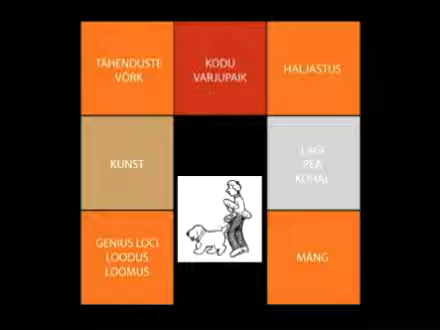 TÄHENDUSTE
VÕRK
KODU
VARJUPAIK
HALJASTUS
KUNST
LAGI
PEA
KOHAL
GENIUS LOCI.
LOODUS
LOOMUS
MÄNG